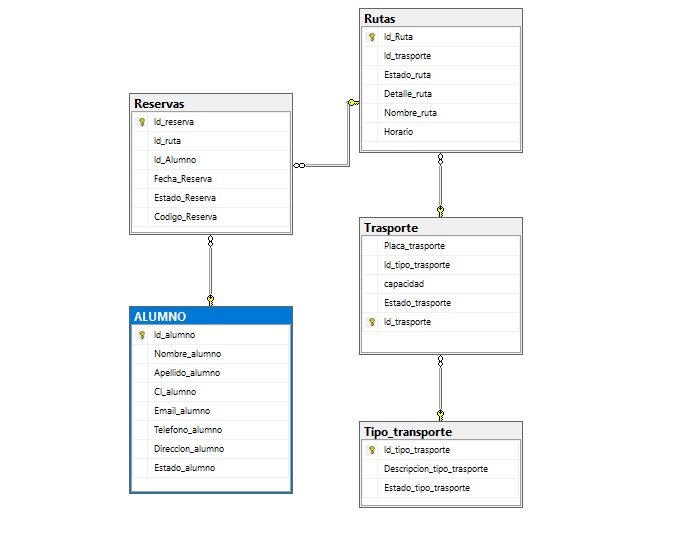 Rutas
Id_Ruta
Id_trasporte
Estado_ruta
Detalle_ruta
Nombre_ruta
Horario
Reservas
Id_reserva
Id_ruta
Id_Alumno
Fecha_Reserva
Estado_Reserva
Codigo_Reserva
Trasporte
Placa_trasporte
Id_tipo_trasporte
capacidad
Estado_trasporte
Id_trasporte
ALUMNO
Id_alumno
Nombre_alumno
Apellido_alumno
CI_alumno
Email_alumno
Telefono_alumno
Direccion_alumno
Estado_alumno
Tipo_transporte
Id_tipo_trasporte
Descripcion_tipo_trasporte
Estado_tipo_trasporte